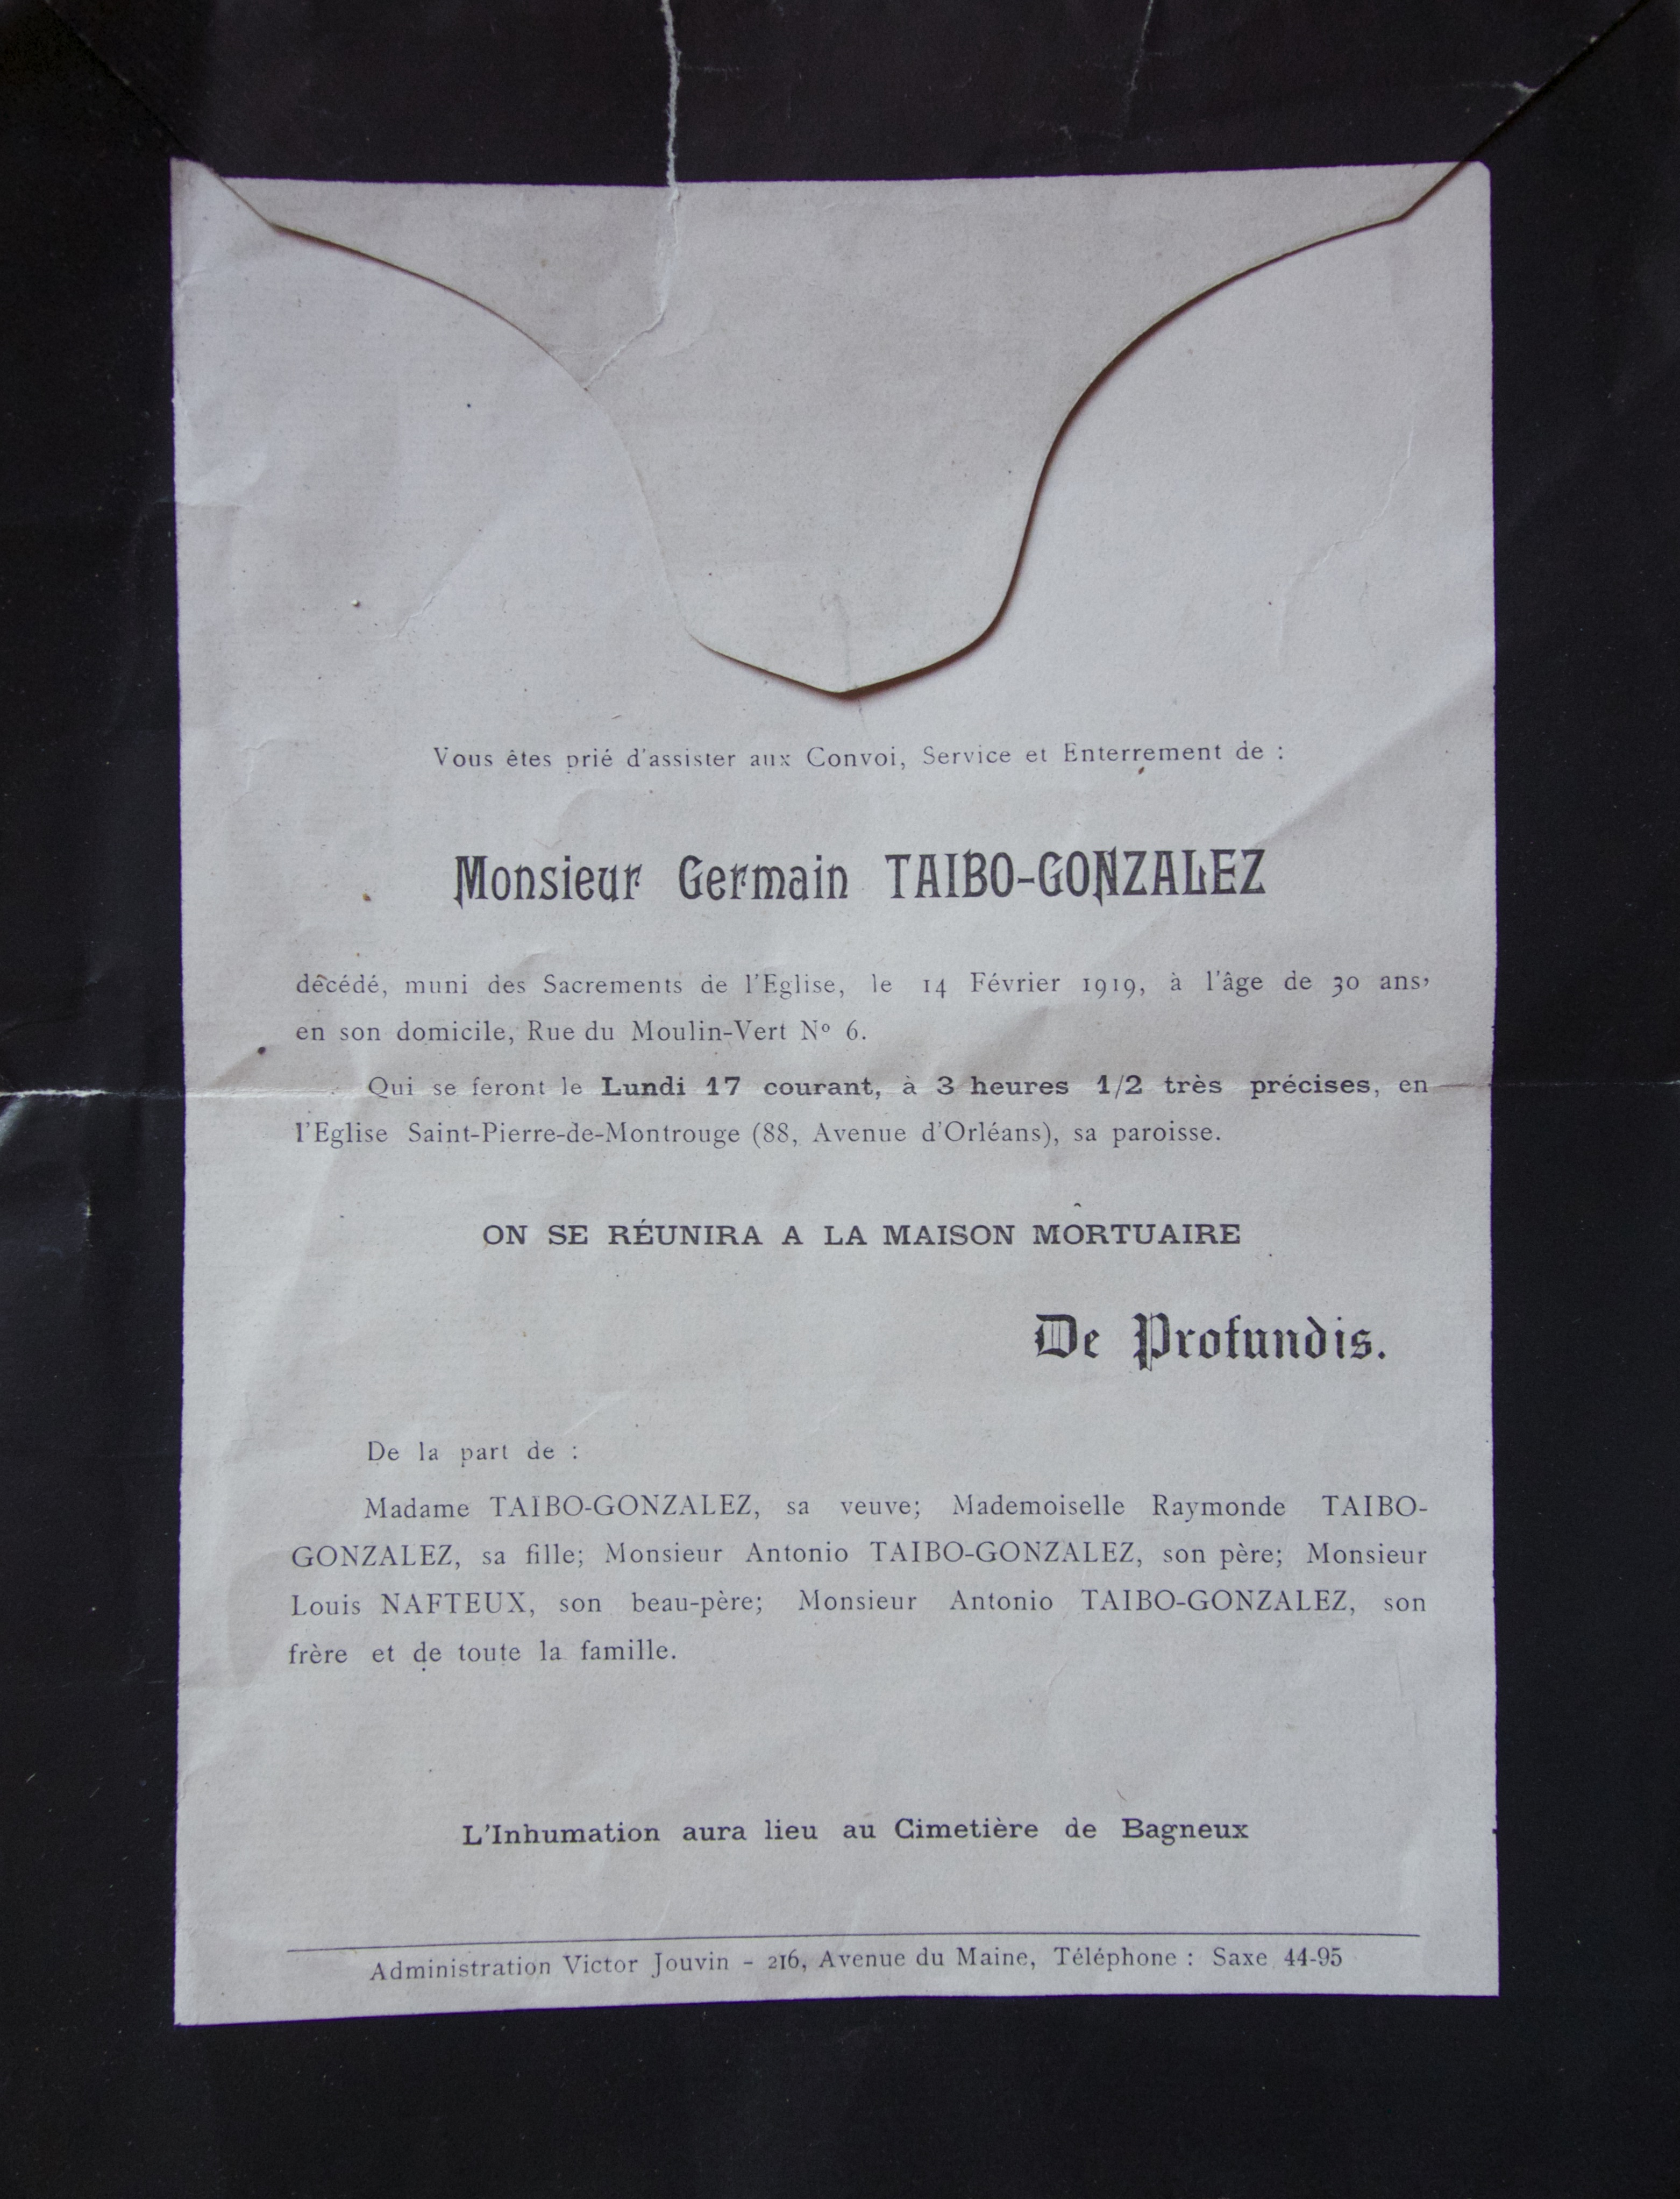 Vous êtes prié d'assister aux Convoi, Service et Enterrement de :
Monsieur Germain TAIBO-GONZALEZ
décédé, muni des Sacrements de l'Eglise, le 14 Février 1919, à l'âge de 30 ans,
en son domicile, Rue du Moulin-Vert Nº 6.
Qui se feront le Lundi 17 courant, à 3 heures 1/2 très précises, en
l'Eglise Saint-Pierre-de-Montrouge (88, Avenue d'Orléans), sa paroisse.
ON SE RÉUNIRA A LA MAISON MORTUAIRE
De Profundis.
De la part de :
Madame TAIBO-GONZALEZ, sa veuve; Mademoiselle Raymonde TAIBO-
GONZALEZ, sa fille; Monsieur Antonio TAIBO-GONZALEZ, son père; Monsieur
Louis NAFTEUX, son beau-père; Monsieur Antonio TAIBO-GONZALEZ, son
frère et de toute la famille.
L'Inhumation aura lieu au Cimetière de Bagneux
Administration Victor Jouvin - 216, Avenue du Maine, Téléphone : Saxe 44-95